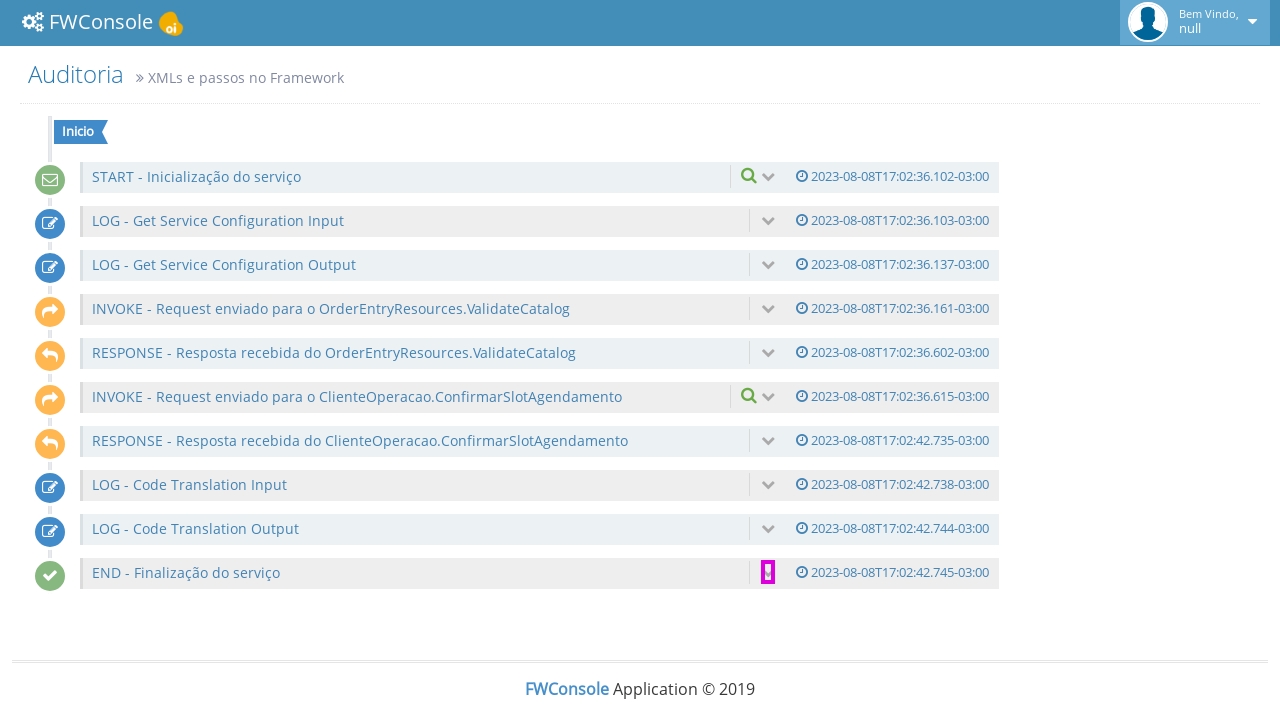 FWConsole oi
Bem Vindo,
null
Auditoria » XMLs e passos no Framework
Inicio
START - Inicialização do serviço 2023-08-08T17:02:36.102-03:00
LOG - Get Service Configuration Input 2023-08-08T17:02:36.103-03:00
LOG - Get Service Configuration Output 2023-08-08T17:02:36.137-03:00
INVOKE - Request enviado para o OrderEntryResources.ValidateCatalog 2023-08-08T17:02:36.161-03:00
RESPONSE - Resposta recebida do OrderEntryResources.ValidateCatalog 2023-08-08T17:02:36.602-03:00
INVOKE - Request enviado para o ClienteOperacao.ConfirmarSlotAgendamento 2023-08-08T17:02:36.615-03:00
RESPONSE - Resposta recebida do ClienteOperacao.ConfirmarSlotAgendamento 2023-08-08T17:02:42.735-03:00
LOG - Code Translation Input 2023-08-08T17:02:42.738-03:00
LOG - Code Translation Output 2023-08-08T17:02:42.744-03:00
END - Finalização do serviço 2023-08-08T17:02:42.745-03:00
FWConsole Application © 2019